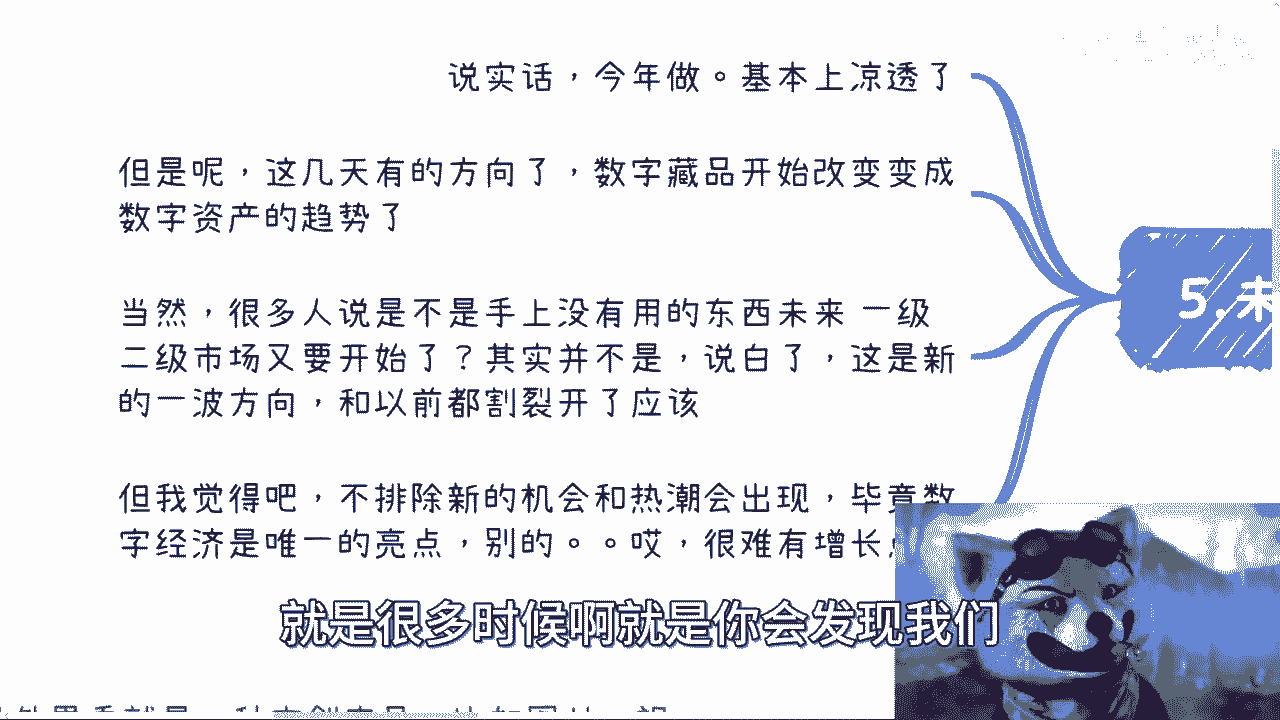 说实话，今年做。基本上凉透了
但是呢，这几天有的方向了，数字藏品开始改变变成
数字资产的趋势了
当然，很多人说是不是手上没有用的东西未来 一级
二级市场又要开始了？其实并不是，说白了，这是新
的一波方向，和以前都割裂开了应该
5.未
但我觉得吧，不排除新的机会和热潮会出现，毕竟数
字经济是唯一的亮点，别的。。哎，很难有增长
就是很多时候啊就是你会发现我们